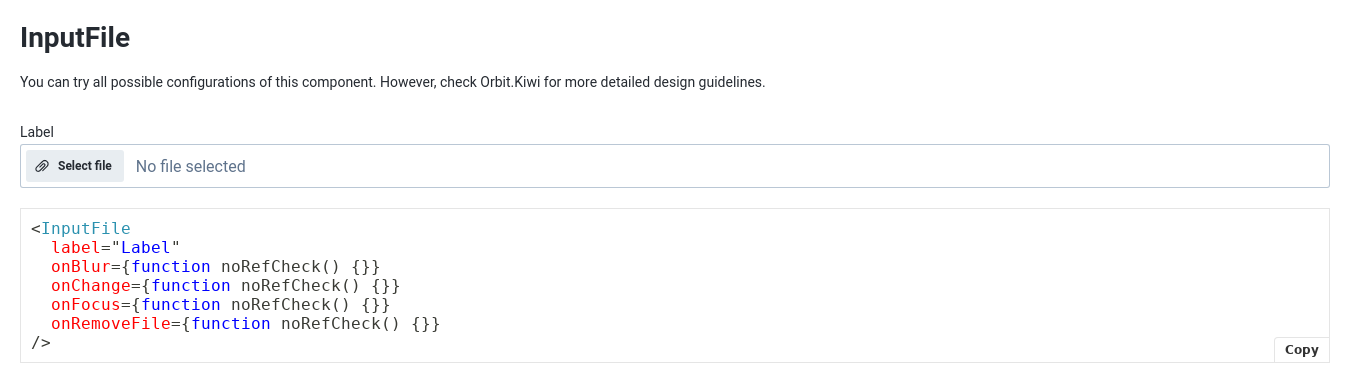 InputFile
You can try all possible configurations of this component. However, check Orbit.Kiwi for more detailed design guidelines.
Label
Select file No file selected
<InputFile
  label="Label"
  onBlur={function noRefCheck() {}}
  onChange={function noRefCheck() {}}
  onFocus={function noRefCheck() {}}
  onRemoveFile={function noRefCheck() {}}
/>
Copy